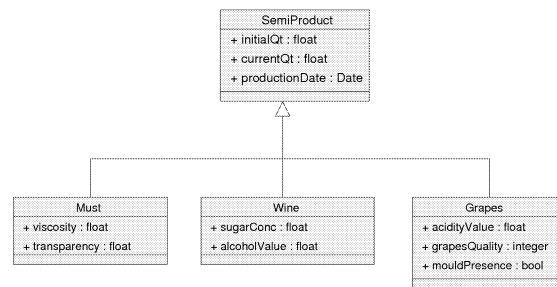 SemiProduct
+ initialQt : float
+ currentQt : float
+ productionDate : Date
Must
+ viscosity : float
+ transparency : float
Wine
+ sugarConc : float
+ alcoholValue : float
Grapes
+ acidityValue : float
+ grapesQuality : integer
+ mouldPresence : bool